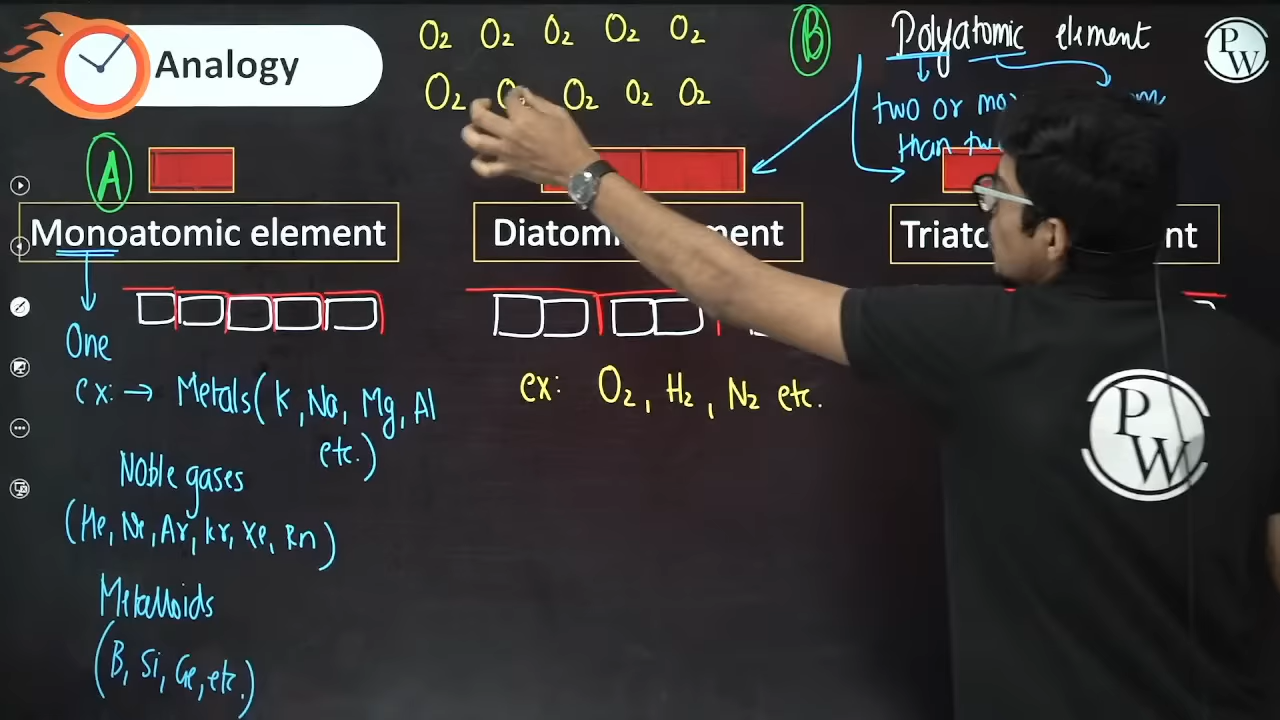 Analogy
O2 O2 O2 O2 O2
O2 O2 O2 O2 O2
B Polyatomic element
two or mo
than tw
PW
A
Monoatomic element
Diatom ment
Triat nt
One
ex: → Metals (K, Na, Mg, Al
etc.)
Noble gases
(He, Ne, Ar, Kr, Xe, Rn)
Metalloids
(B, Si, Ge, etc.)
ex: O2, H2, N2 etc.
PW